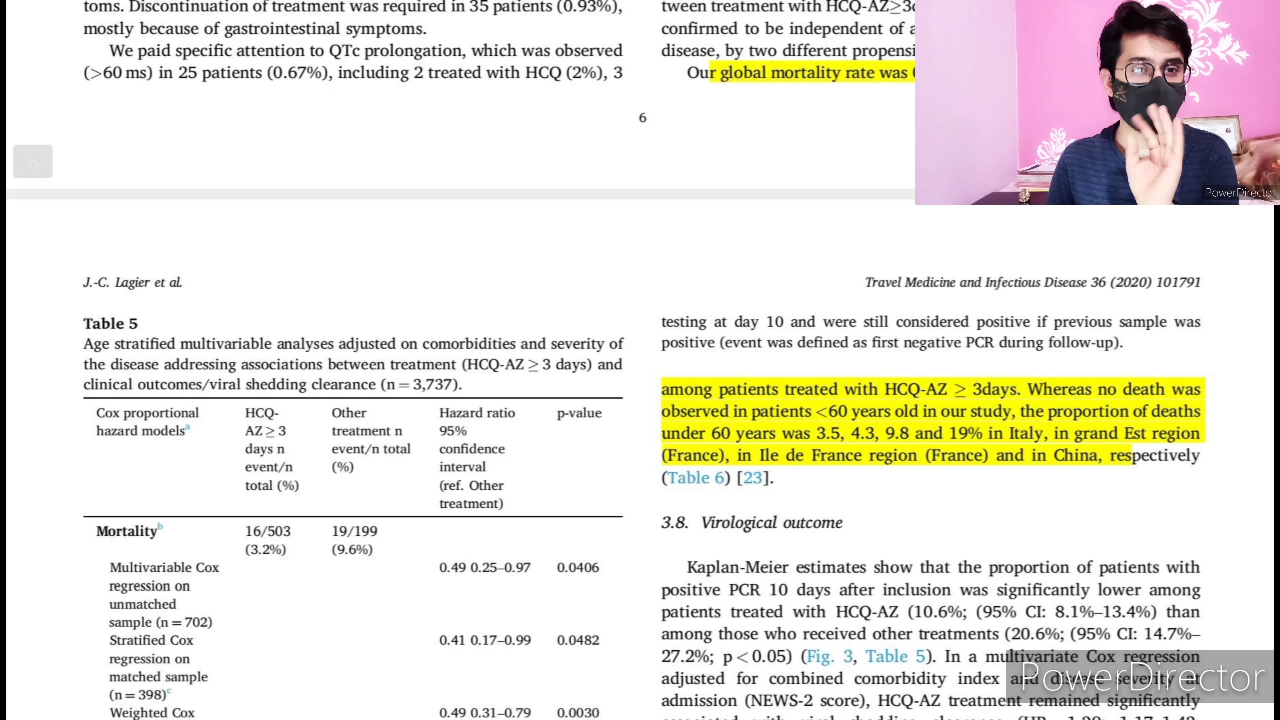 toms. Discontinuation of treatment was required in 35 patients (0.93%),
mostly because of gastrointestinal symptoms.
We paid specific attention to QTc prolongation, which was observed
(>60 ms) in 25 patients (0.67%), including 2 treated with HCQ (2%), 3
tween treatment with HCQ-AZ≥3
confirmed to be independent of
disease, by two different
Our global mortality rate was
6
J.-C. Lagier et al.
Travel Medicine and Infectious Disease 36 (2020) 101791
Table 5
Age stratified multivariable analyses adjusted on comorbidities and severity of
the disease addressing associations between treatment (HCQ-AZ ≥ 3 days) and
clinical outcomes/viral shedding clearance (n = 3,737).
Cox proportional
hazard modelsᵃ
HCQ-
AZ ≥ 3
days n
event/n
total (%)
Other
treatment n
event/n total
(%)
Hazard ratio
95%
confidence
interval
(ref. Other
treatment)
p-value
Mortalityᵇ
16/503
(3.2%)
19/199
(9.6%)
Multivariable Cox
regression on
unmatched
sample (n = 702)
0.49 0.25–0.97
0.0406
Stratified Cox
regression on
matched sample
(n = 398)ᶜ
0.41 0.17–0.99
0.0482
Weighted Cox
0.49 0.31–0.79
0.0030
testing at day 10 and were still considered positive if previous sample was
positive (event was defined as first negative PCR during follow-up).
among patients treated with HCQ-AZ ≥ 3days. Whereas no death was
observed in patients <60 years old in our study, the proportion of deaths
under 60 years was 3.5, 4.3, 9.8 and 19% in Italy, in grand Est region
(France), in Ile de France region (France) and in China, respectively
(Table 6) [23].
3.8. Virological outcome
Kaplan-Meier estimates show that the proportion of patients with
positive PCR 10 days after inclusion was significantly lower among
patients treated with HCQ-AZ (10.6%; (95% CI: 8.1%–13.4%) than
among those who received other treatments (20.6%; (95% CI: 14.7%–
27.2%; p < 0.05) (Fig. 3, Table 5). In a multivariate Cox regression
adjusted for combined comorbidity index and disease severity at
admission (NEWS-2 score), HCQ-AZ treatment remained significantly
PowerDirector
PowerDirector